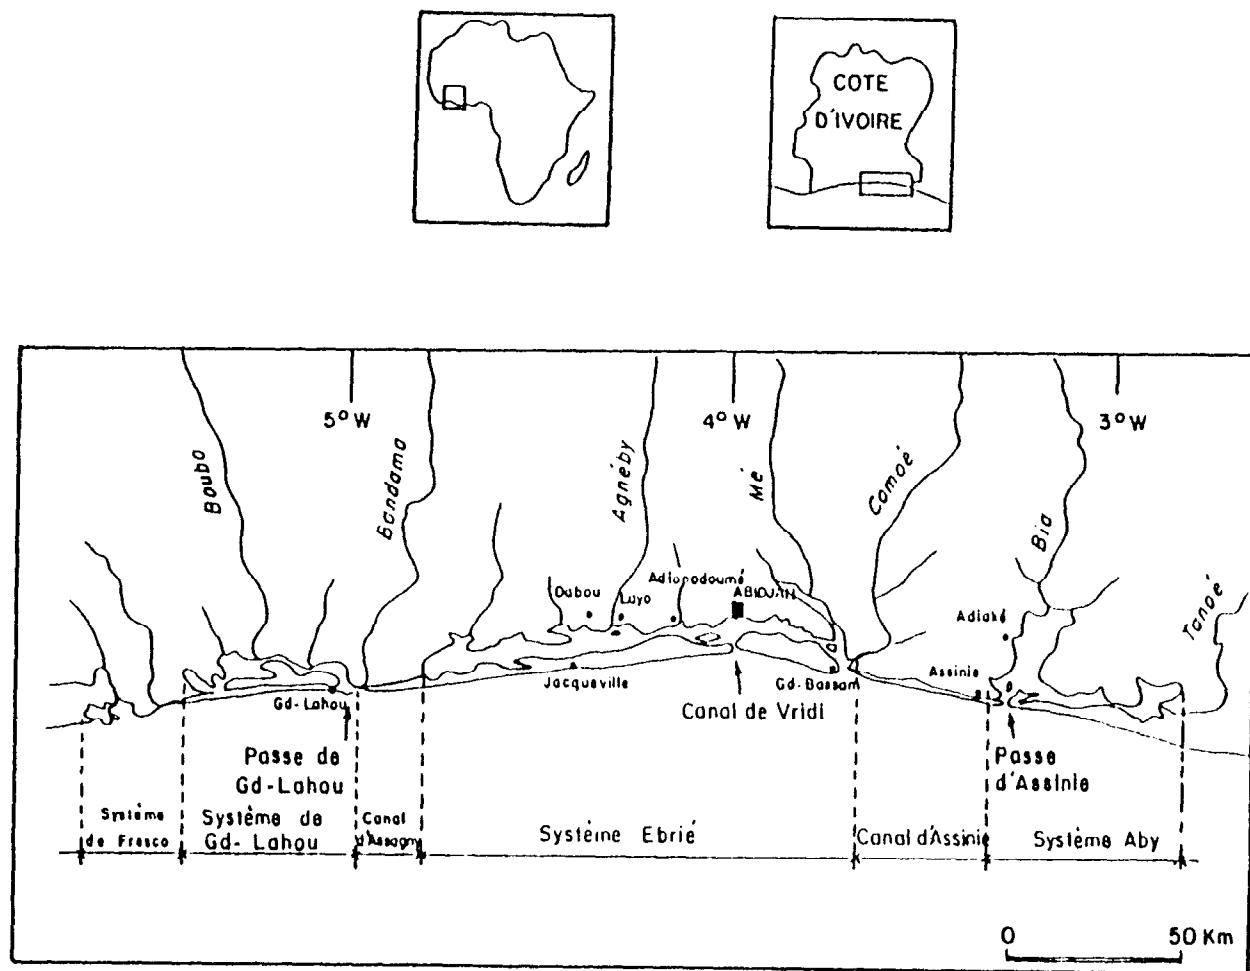 COTE
D'IVOIRE
5° W
4° W
3° W
Boubo
Bandama
Agnéby
Mé
Comoé
Bia
Tanoé
Dabou
Layo
Adiopodoumé
ABIDJAN
Adiaké
Assinie
Jacqueville
Gd-Bassam
Gd-Lahou
Canal de Vridi
Passe de
Gd-Lahou
Passe
d'Assinie
Système
de Fresco
Système de
Gd-Lahou
Canal
d'Assagny
Système Ebrié
Canal d'Assinie
Système Aby
0 50 Km